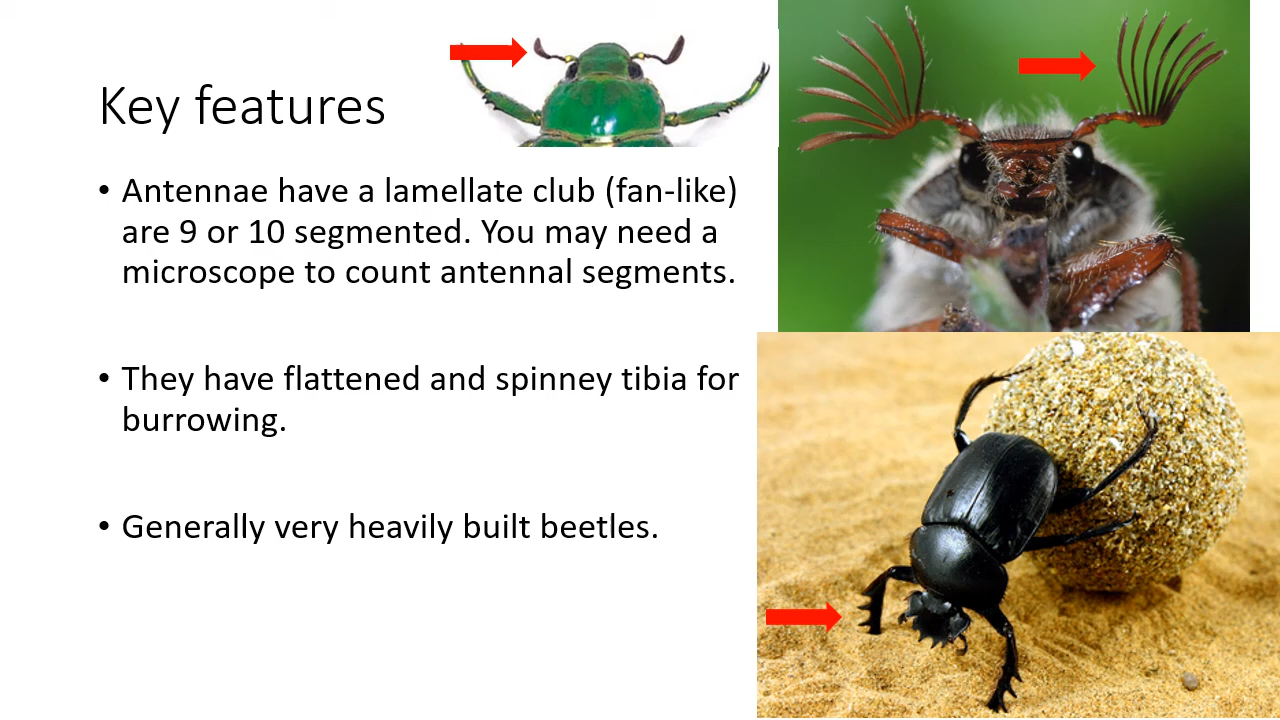 Key features
• Antennae have a lamellate club (fan-like)
are 9 or 10 segmented. You may need a
microscope to count antennal segments.
• They have flattened and spinney tibia for
burrowing.
• Generally very heavily built beetles.